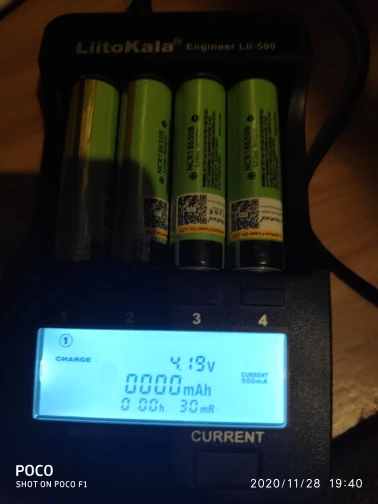 LiitoKala® Engineer Lii-500
NCR18650B
NCR18650B
NCR18650B
1 2 3 4
1
CHARGE
4.19v
CURRENT
500mA
0000mAh
0 00h 30mR
CURRENT
POCO
SHOT ON POCO F1
2020/11/28 19:40